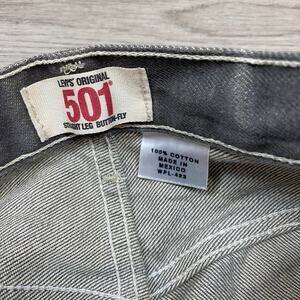 LEVI'S® ORIGINAL
501®
STRAIGHT LEG BUTTON-FLY
100% COTTON
MADE IN
MEXICO
WPL-423